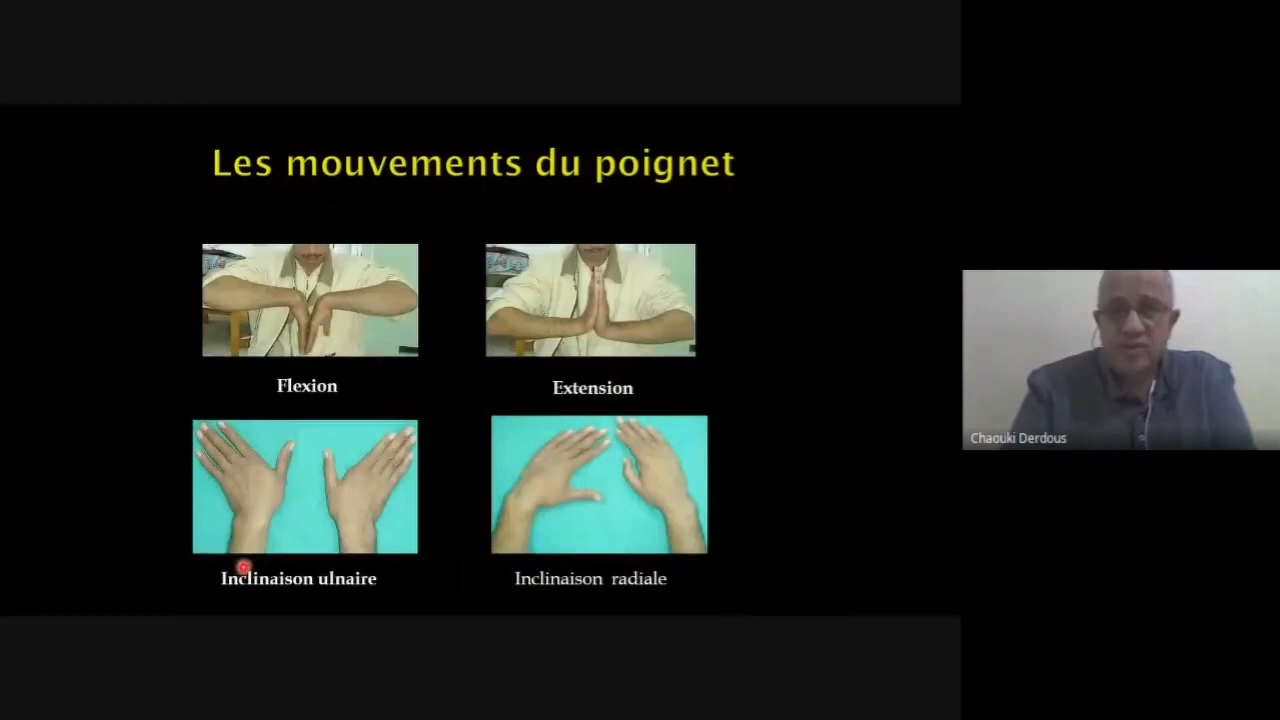 Les mouvements du poignet
Flexion
Extension
Inclinaison ulnaire
Inclinaison radiale
Chaouki Derdous